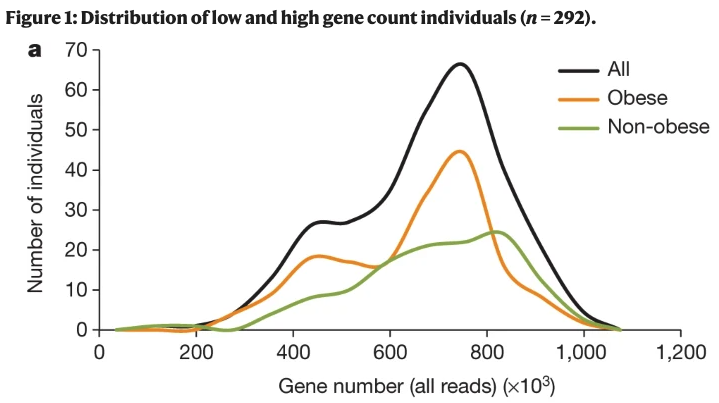 Figure 1: Distribution of low and high gene count individuals (n = 292).
a
70
60
50
40
30
20
10
0
Number of individuals
All
Obese
Non-obese
0 200 400 600 800 1,000 1,200
Gene number (all reads) (×10³)